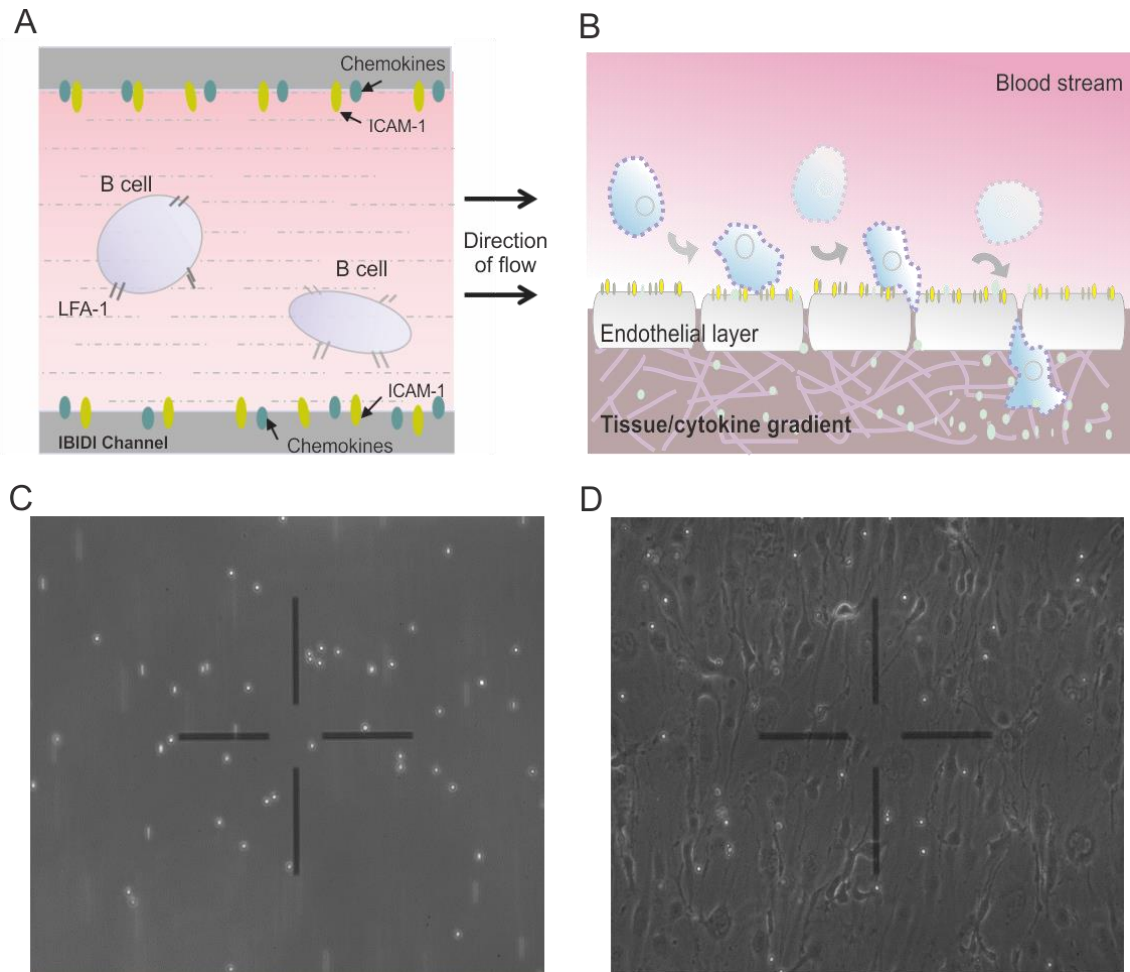 A
Chemokines
ICAM-1
B cell
B cell
LFA-1
Direction
of flow
ICAM-1
IBIDI Channel
Chemokines
B
Blood stream
Endothelial layer
Tissue/cytokine gradient
C
D